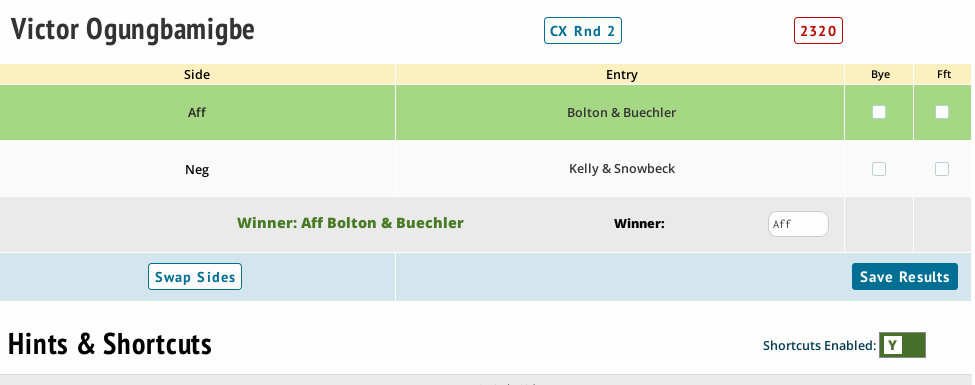 Victor Ogungbamigbe CX Rnd 2 2320
Side Entry Bye Fft
Aff Bolton & Buechler
Neg Kelly & Snowbeck
Winner: Aff Bolton & Buechler Winner: Aff
Swap Sides Save Results
Hints & Shortcuts Shortcuts Enabled: Y